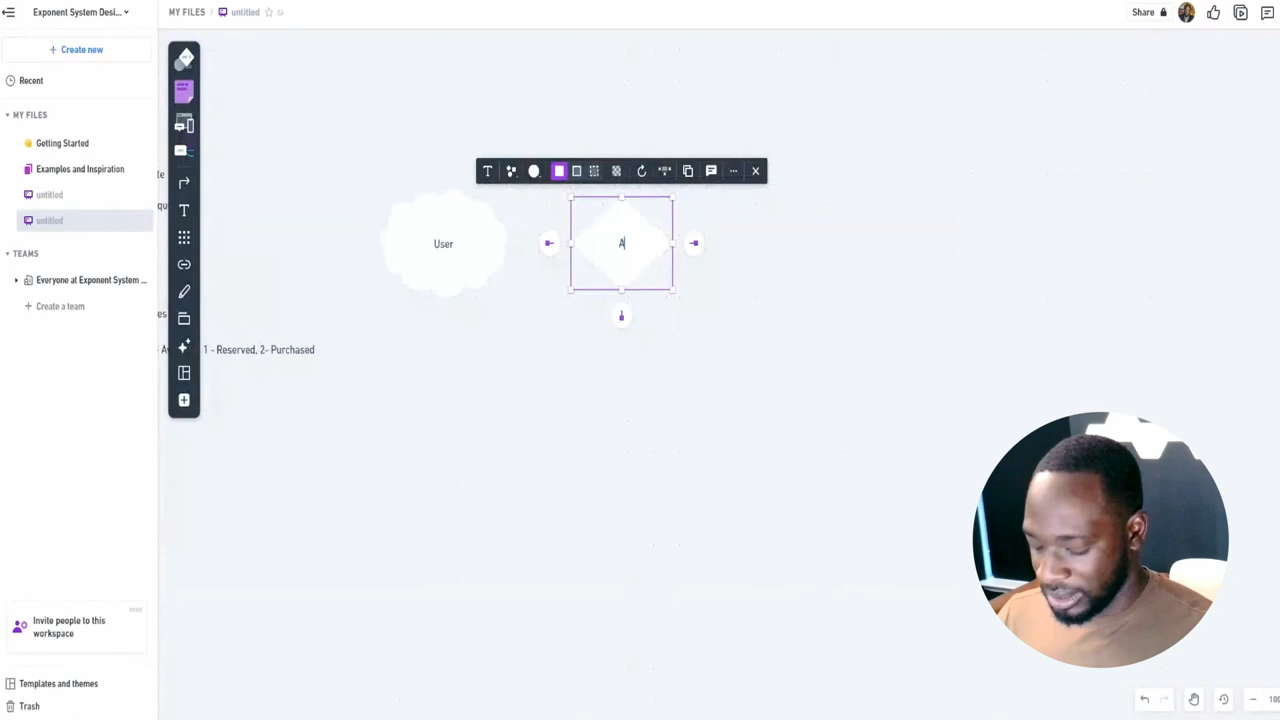 Exponent System Desi...
MY FILES / untitled
Share
+ Create new
Recent
MY FILES
Getting Started
Examples and Inspiration
untitled
untitled
TEAMS
Everyone at Exponent System ...
+ Create a team
User
A
1 - Reserved, 2- Purchased
HIDE
Invite people to this
workspace
Templates and themes
Trash